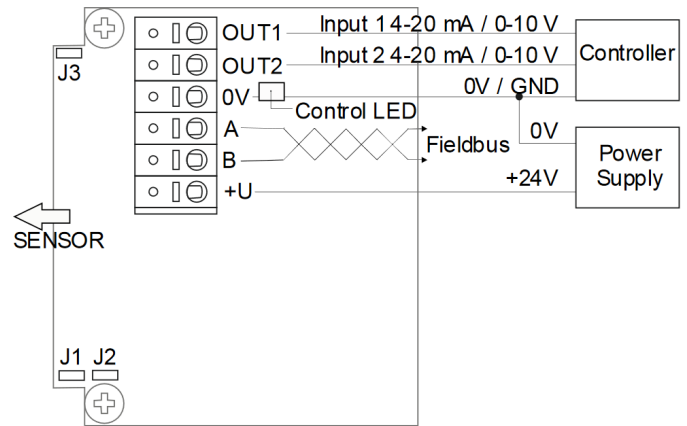 OUT1
Input 1 4-20 mA / 0-10 V
Controller
J3
OUT2
Input 2 4-20 mA / 0-10 V
0V
0V / GND
Control LED
A
Fieldbus
0V
B
Power
Supply
+U
+24V
SENSOR
J1 J2